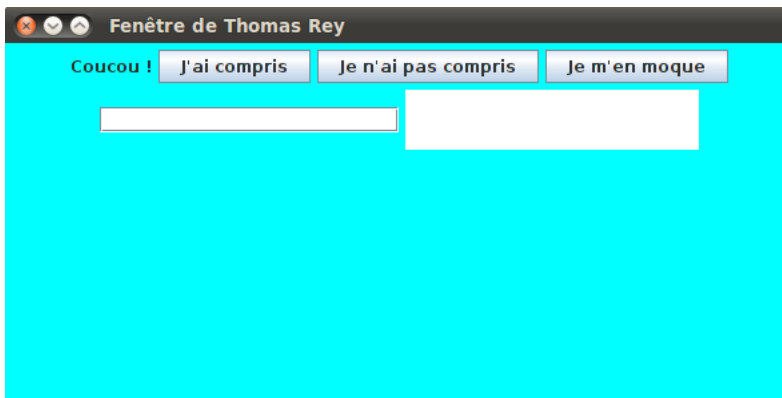 Fenêtre de Thomas Rey
Coucou ! J'ai compris Je n'ai pas compris Je m'en moque